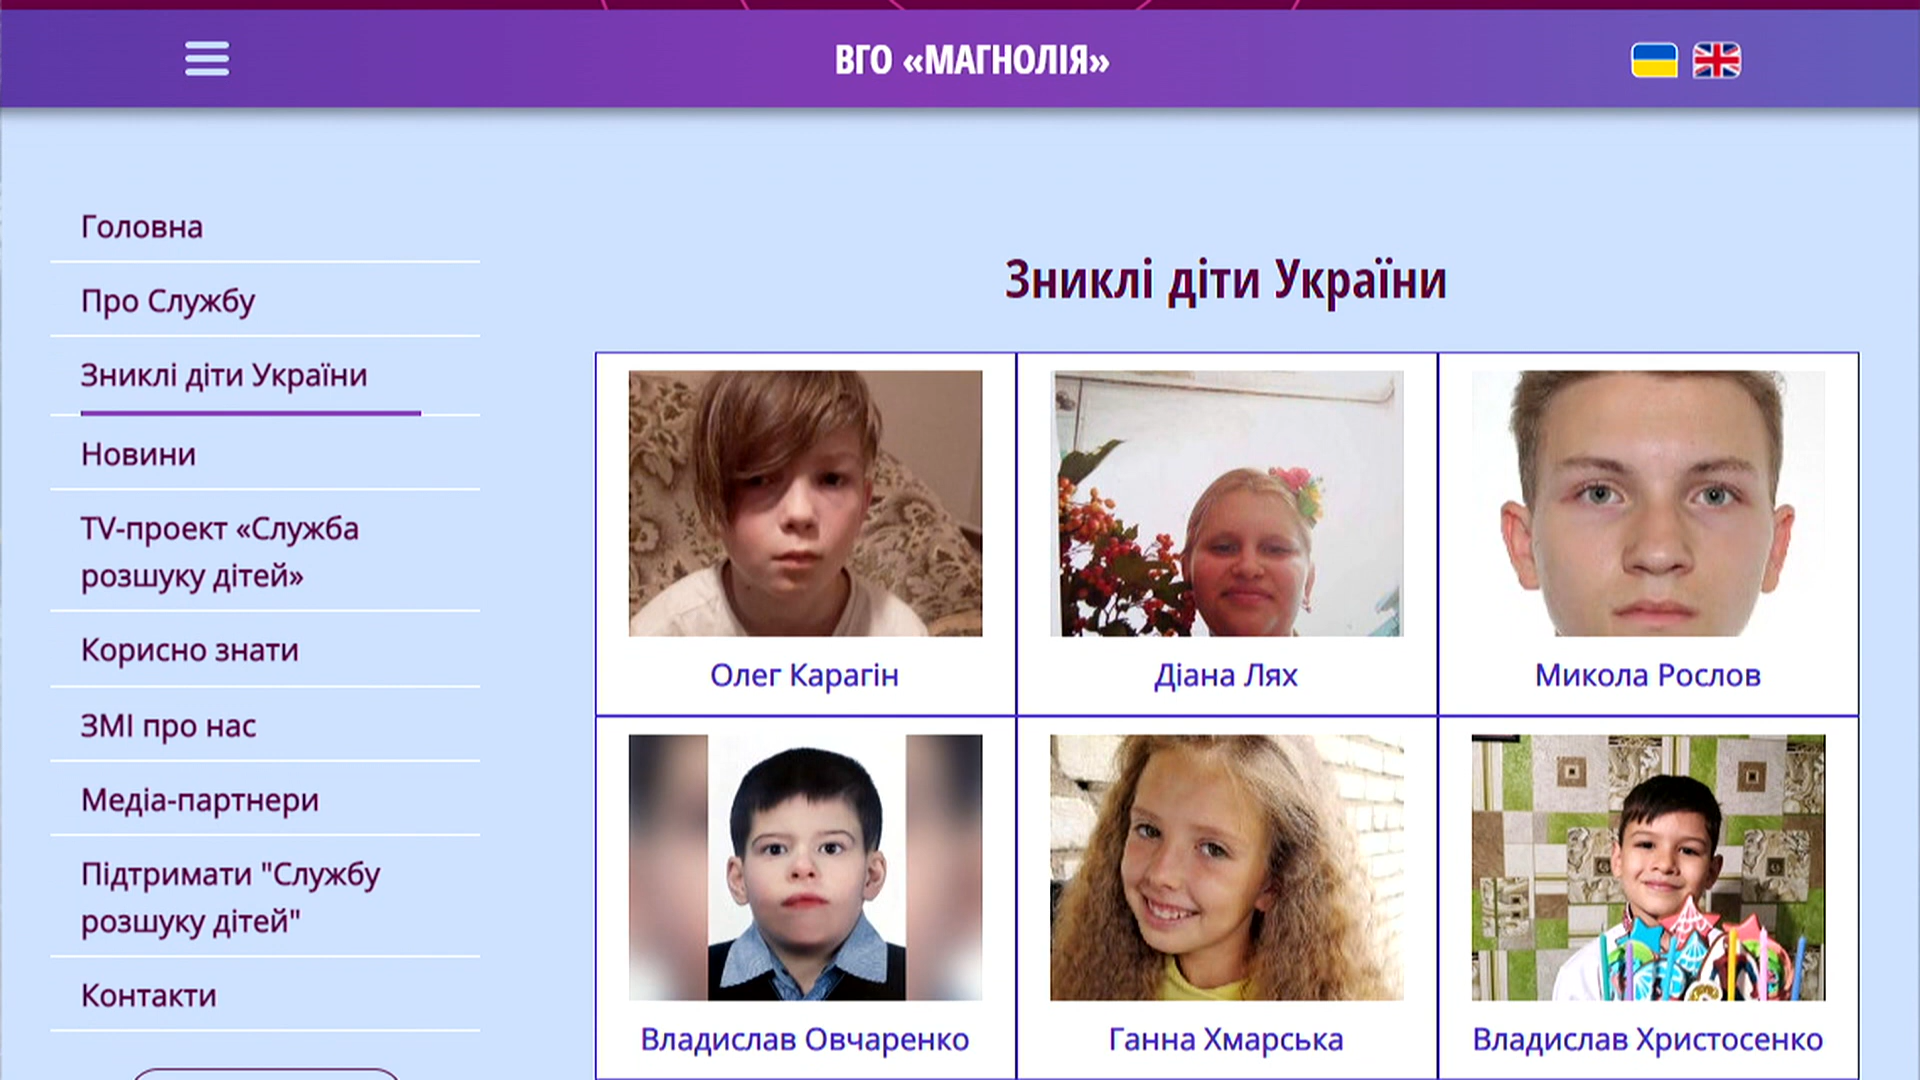 ВГО «МАГНОЛІЯ»
Головна
Про Службу
Зниклі діти України
Новини
TV-проект «Служба
розшуку дітей»
Корисно знати
ЗМІ про нас
Медіа-партнери
Підтримати "Службу
розшуку дітей"
Контакти
Зниклі діти України
Олег Карагін
Діана Лях
Микола Рослов
Владислав Овчаренко
Ганна Хмарська
Владислав Христосенко